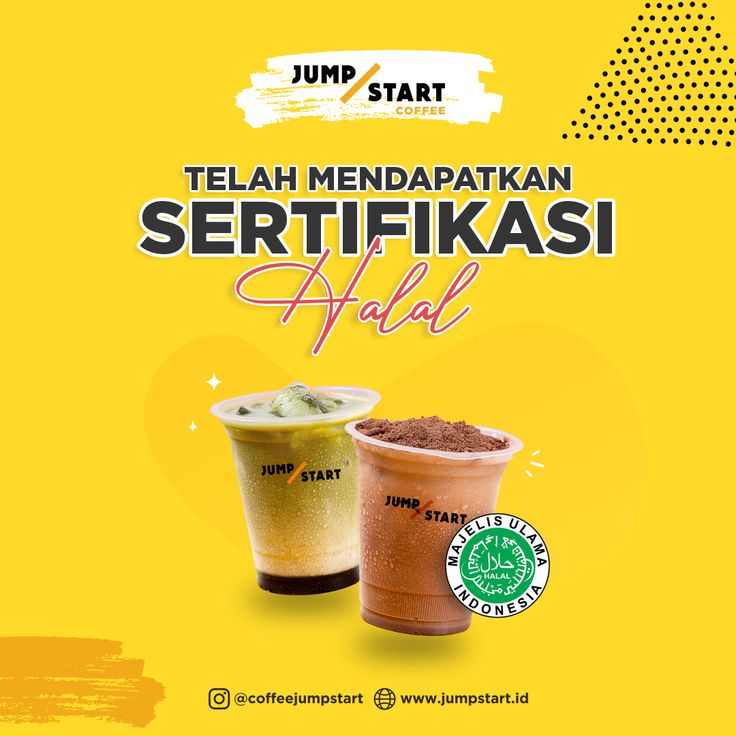 JUMP
START
COFFEE
TELAH MENDAPATKAN
SERTIFIKASI
Halal
JUMP
START
JUMP
START
MAJELIS ULAMA
حلال
HALAL
INDONESIA
@coffeejumpstart www.jumpstart.id